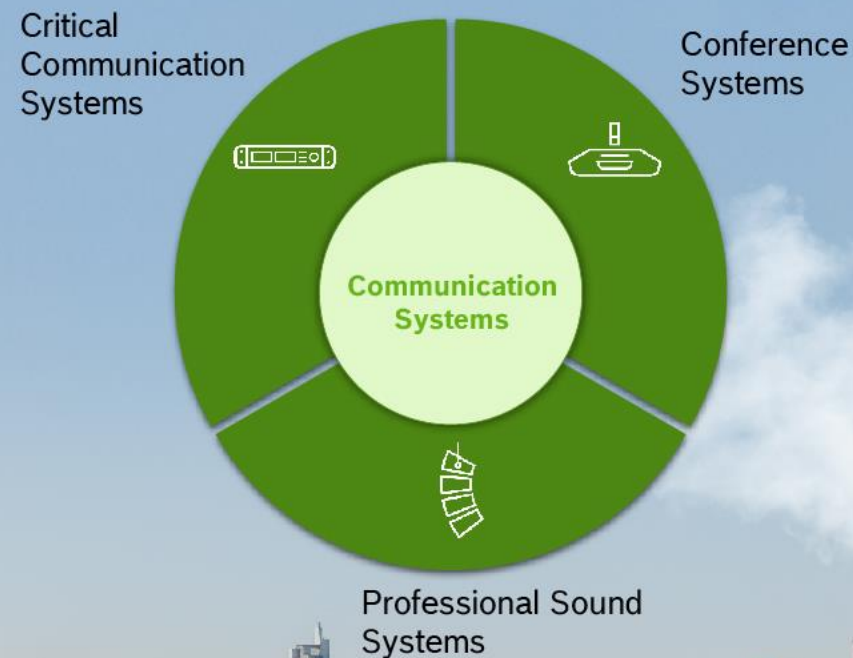 Critical
Communication
Systems
Conference
Systems
Communication
Systems
Professional Sound
Systems